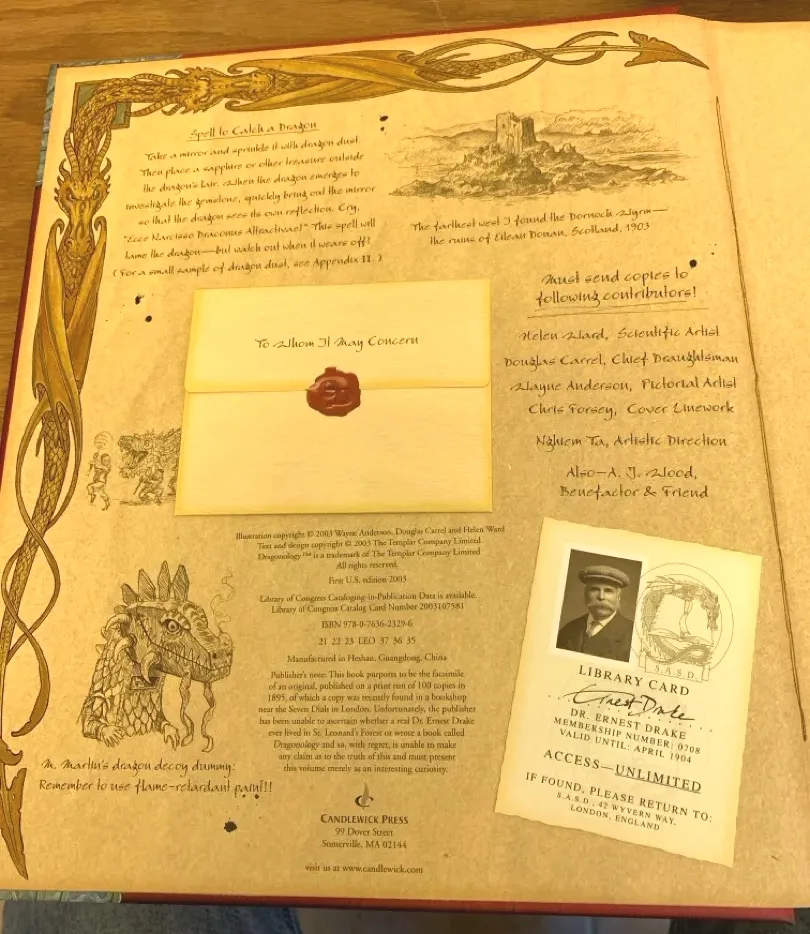 Spell to Catch a Dragon
Take a mirror and sprinkle it with dragon dust.
Then place a sapphire or other treasure outside
the dragon's lair. When the dragon emerges to
investigate the gemstone, quickly bring out the mirror
so that the dragon sees its own reflection. Cry,
"Ecce Narcisso Draconus Attractivae!" This spell will
tame the dragon—but watch out when it wears off!
(For a small sample of dragon dust, see Appendix II.)
The farthest west I found the Dornoch Wyrm—
the ruins of Eilean Donan, Scotland, 1903
Must send copies to
following contributors!
Helen Ward, Scientific Artist
Douglas Carrel, Chief Draughtsman
Wayne Anderson, Pictorial Artist
Chris Forsey, Cover Linework
Nghiem Ta, Artistic Direction
Also—A. J. Wood,
Benefactor & Friend
To Whom It May Concern
Illustration copyright © 2003 Wayne Anderson, Douglas Carrel and Helen Ward
Text and design copyright © 2003 The Templar Company Limited
Dragonology™ is a trademark of The Templar Company Limited
All rights reserved.
First U.S. edition 2003
Library of Congress Cataloging-in-Publication Data is available.
Library of Congress Catalog Card Number 2003107581
ISBN 978-0-7636-2329-6
21 22 23 LEO 37 36 35
Manufactured in Heshan, Guangdong, China
Publisher's note: This book purports to be the facsimile
of an original, published on a print run of 100 copies in
1895, of which a copy was recently found in a bookshop
near the Seven Dials in London. Unfortunately, the publisher
has been unable to ascertain whether a real Dr. Ernest Drake
ever lived in St. Leonard's Forest or wrote a book called
Dragonology and so, with regret, is unable to make
any claim as to the truth of this and must present
this volume merely as an interesting curiosity.
CANDLEWICK PRESS
99 Dover Street
Somerville, MA 02144
visit us at www.candlewick.com
M. Martin's dragon decoy dummy:
Remember to use flame-retardant paint!!
S.A.S.D.
LIBRARY CARD
Ernest Drake
DR. ERNEST DRAKE
MEMBERSHIP NUMBER: 0708
VALID UNTIL: APRIL 1904
ACCESS—UNLIMITED
IF FOUND, PLEASE RETURN TO:
S.A.S.D., 42 WYVERN WAY,
LONDON, ENGLAND